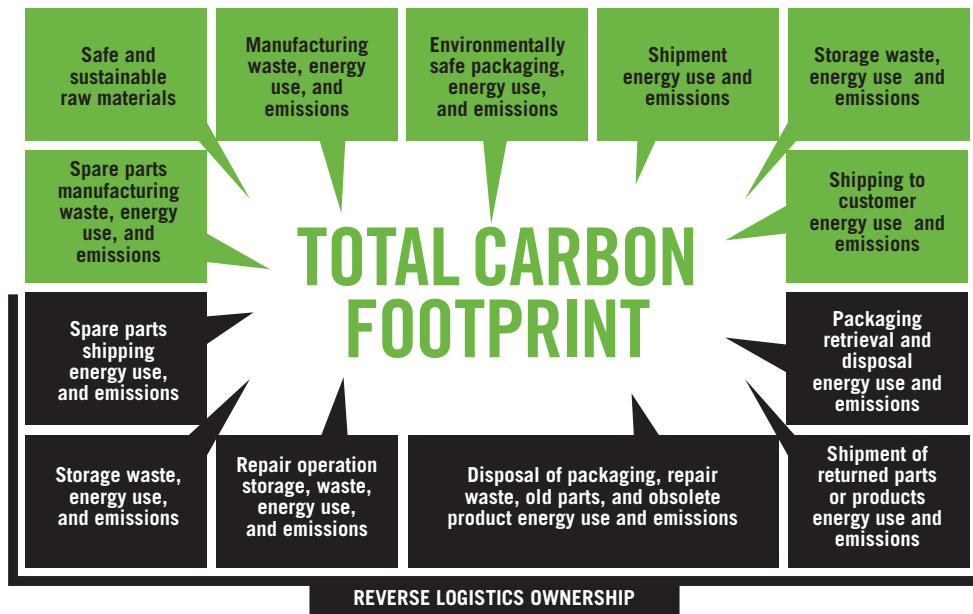 Safe and
sustainable
raw materials
Manufacturing
waste, energy
use, and
emissions
Environmentally
safe packaging,
energy use,
and emissions
Shipment
energy use and
emissions
Storage waste,
energy use and
emissions
Spare parts
manufacturing
waste, energy
use, and
emissions
Shipping to
customer
energy use and
emissions
TOTAL CARBON
FOOTPRINT
Spare parts
shipping
energy use,
and emissions
Packaging
retrieval and
disposal
energy use and
emissions
Storage waste,
energy use,
and emissions
Repair operation
storage, waste,
energy use,
and emissions
Disposal of packaging, repair
waste, old parts, and obsolete
product energy use and emissions
Shipment of
returned parts
or products
energy use and
emissions
REVERSE LOGISTICS OWNERSHIP